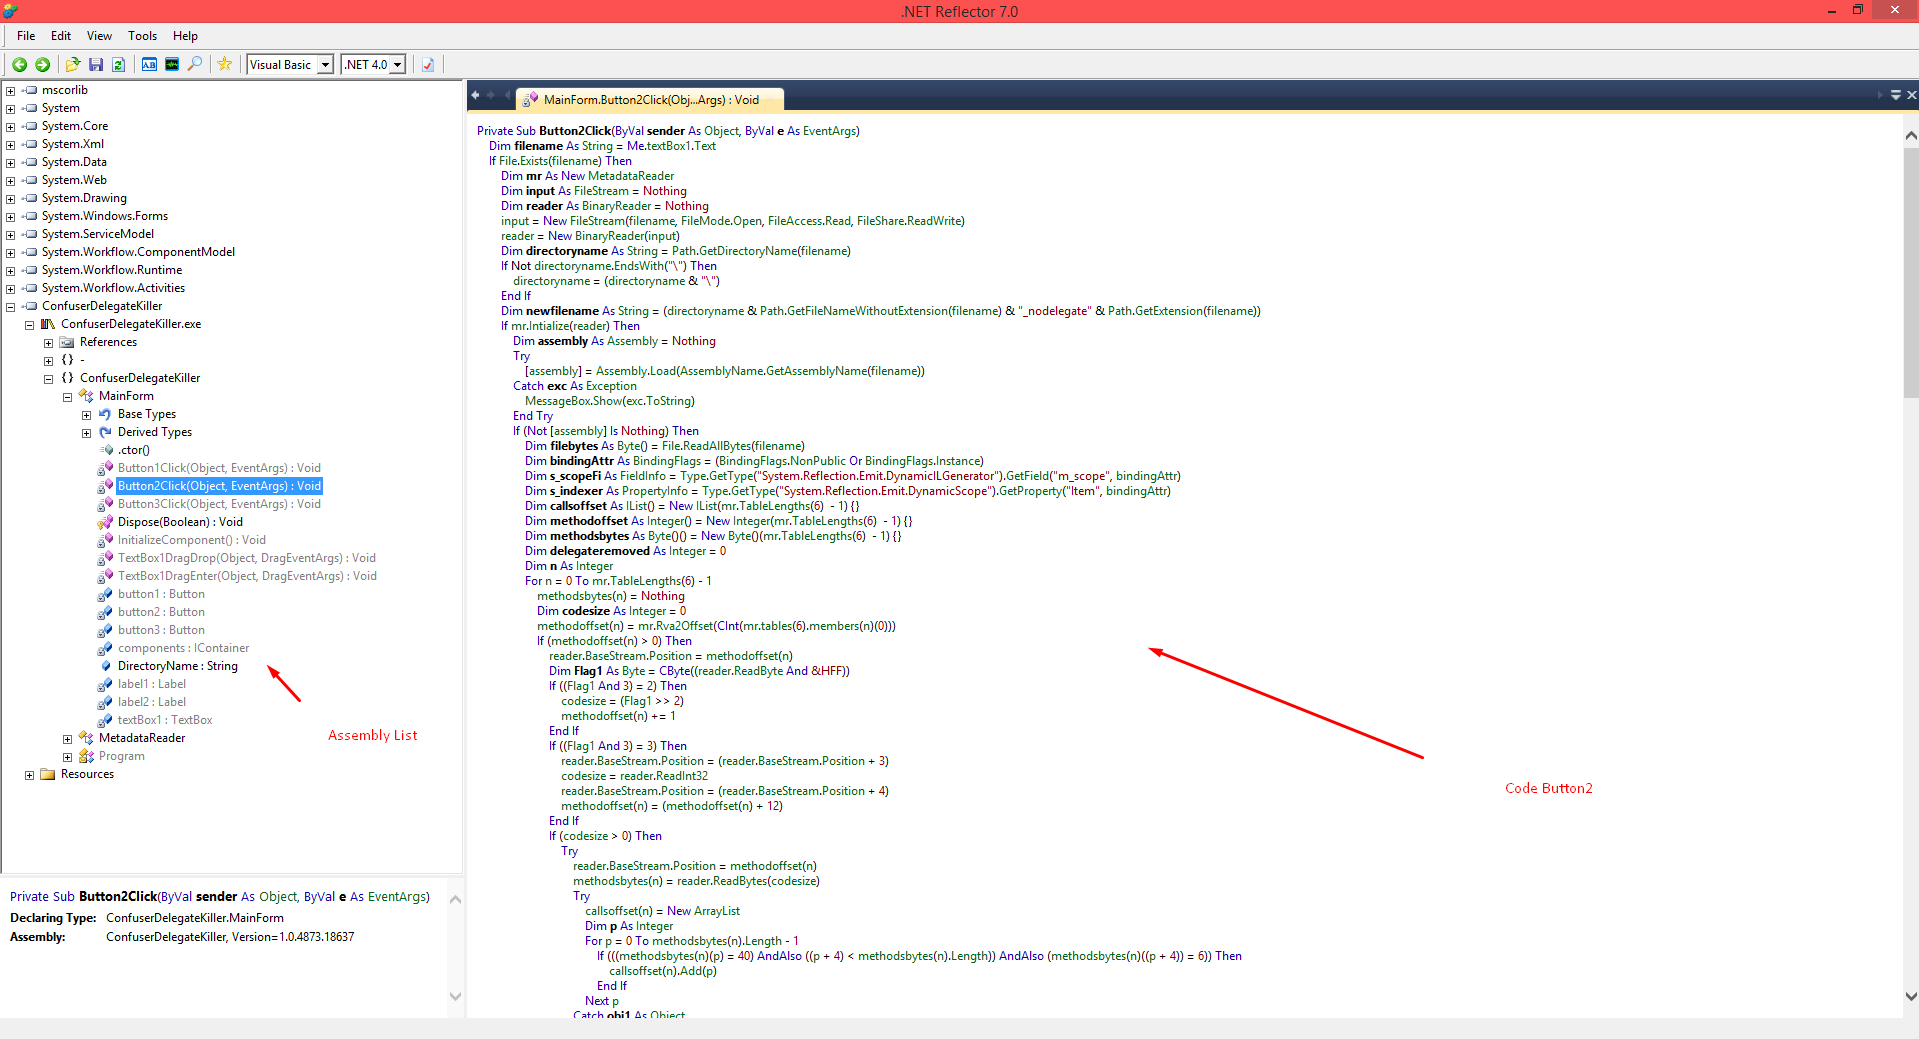 .NET Reflector 7.0
File Edit View Tools Help
Visual Basic .NET 4.0
mscorlib
System
System.Core
System.Xml
System.Data
System.Web
System.Drawing
System.Windows.Forms
System.ServiceModel
System.Workflow.ComponentModel
System.Workflow.Runtime
System.Workflow.Activities
ConfuserDelegateKiller
ConfuserDelegateKiller.exe
References
{} -
{} ConfuserDelegateKiller
MainForm
Base Types
Derived Types
.ctor()
Button1Click(Object, EventArgs) : Void
Button2Click(Object, EventArgs) : Void
Button3Click(Object, EventArgs) : Void
Dispose(Boolean) : Void
InitializeComponent() : Void
TextBox1DragDrop(Object, DragEventArgs) : Void
TextBox1DragEnter(Object, DragEventArgs) : Void
button1 : Button
button2 : Button
button3 : Button
components : IContainer
DirectoryName : String
label1 : Label
label2 : Label
textBox1 : TextBox
MetadataReader
Program
Resources
Assembly List
Private Sub Button2Click(ByVal sender As Object, ByVal e As EventArgs)
Declaring Type: ConfuserDelegateKiller.MainForm
Assembly: ConfuserDelegateKiller, Version=1.0.4873.18637
MainForm.Button2Click(Obj...Args) : Void
Private Sub Button2Click(ByVal sender As Object, ByVal e As EventArgs)
Dim filename As String = Me.textBox1.Text
If File.Exists(filename) Then
Dim mr As New MetadataReader
Dim input As FileStream = Nothing
Dim reader As BinaryReader = Nothing
input = New FileStream(filename, FileMode.Open, FileAccess.Read, FileShare.ReadWrite)
reader = New BinaryReader(input)
Dim directoryname As String = Path.GetDirectoryName(filename)
If Not directoryname.EndsWith("\") Then
directoryname = (directoryname & "\")
End If
Dim newfilename As String = (directoryname & Path.GetFileNameWithoutExtension(filename) & "_nodelegate" & Path.GetExtension(filename))
If mr.Intialize(reader) Then
Dim assembly As Assembly = Nothing
Try
[assembly] = Assembly.Load(AssemblyName.GetAssemblyName(filename))
Catch exc As Exception
MessageBox.Show(exc.ToString)
End Try
If (Not [assembly] Is Nothing) Then
Dim filebytes As Byte() = File.ReadAllBytes(filename)
Dim bindingAttr As BindingFlags = (BindingFlags.NonPublic Or BindingFlags.Instance)
Dim s_scopeFi As FieldInfo = Type.GetType("System.Reflection.Emit.DynamicILGenerator").GetField("m_scope", bindingAttr)
Dim s_indexer As PropertyInfo = Type.GetType("System.Reflection.Emit.DynamicScope").GetProperty("Item", bindingAttr)
Dim callsoffset As IList() = New IList(mr.TableLengths(6) - 1) {}
Dim methodoffset As Integer() = New Integer(mr.TableLengths(6) - 1) {}
Dim methodsbytes As Byte()() = New Byte()(mr.TableLengths(6) - 1) {}
Dim delegateremoved As Integer = 0
Dim n As Integer
For n = 0 To mr.TableLengths(6) - 1
methodsbytes(n) = Nothing
Dim codesize As Integer = 0
methodoffset(n) = mr.Rva2Offset(CInt(mr.tables(6).members(n)(0)))
If (methodoffset(n) > 0) Then
reader.BaseStream.Position = methodoffset(n)
Dim Flag1 As Byte = CByte((reader.ReadByte And &HFF))
If ((Flag1 And 3) = 2) Then
codesize = (Flag1 >> 2)
methodoffset(n) += 1
End If
If ((Flag1 And 3) = 3) Then
reader.BaseStream.Position = (reader.BaseStream.Position + 3)
codesize = reader.ReadInt32
reader.BaseStream.Position = (reader.BaseStream.Position + 4)
methodoffset(n) = (methodoffset(n) + 12)
End If
If (codesize > 0) Then
Try
reader.BaseStream.Position = methodoffset(n)
methodsbytes(n) = reader.ReadBytes(codesize)
Try
callsoffset(n) = New ArrayList
Dim p As Integer
For p = 0 To methodsbytes(n).Length - 1
If (((methodsbytes(n)(p) = 40) AndAlso ((p + 4) < methodsbytes(n).Length)) AndAlso (methodsbytes(n)((p + 4)) = 6)) Then
callsoffset(n).Add(p)
End If
Next p
Catch obj1 As Object
Code Button2